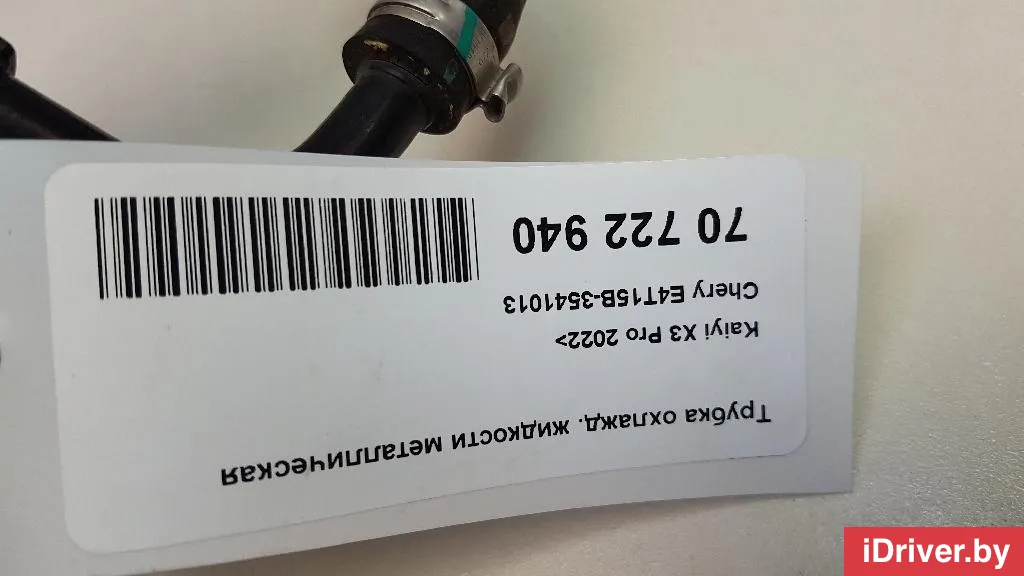 Трубка охлажд. жидкости металлическая
Kaiyi X3 Pro 2022>
Chery E4T15B-3541013
70 722 940
iDriver.by